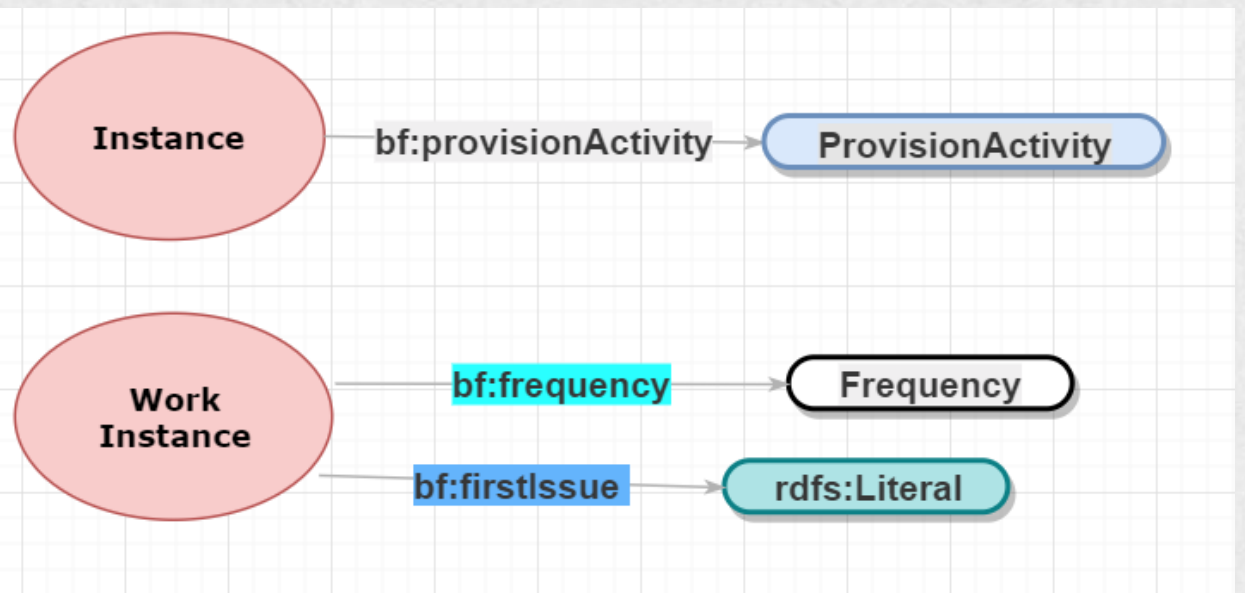 Instance
bf:provisionActivity
ProvisionActivity
Work
Instance
bf:frequency
Frequency
bf:firstIssue
rdfs:Literal